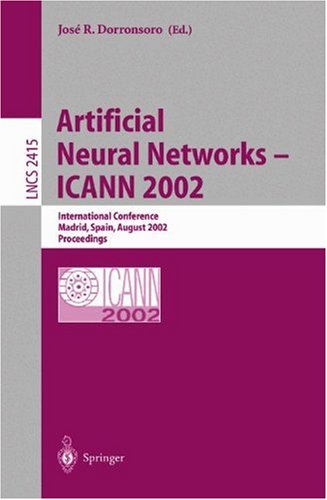 José R. Dorronsoro (Ed.)
LNCS 2415
Artificial
Neural Networks –
ICANN 2002
International Conference
Madrid, Spain, August 2002
Proceedings
ICANN
2002
Springer